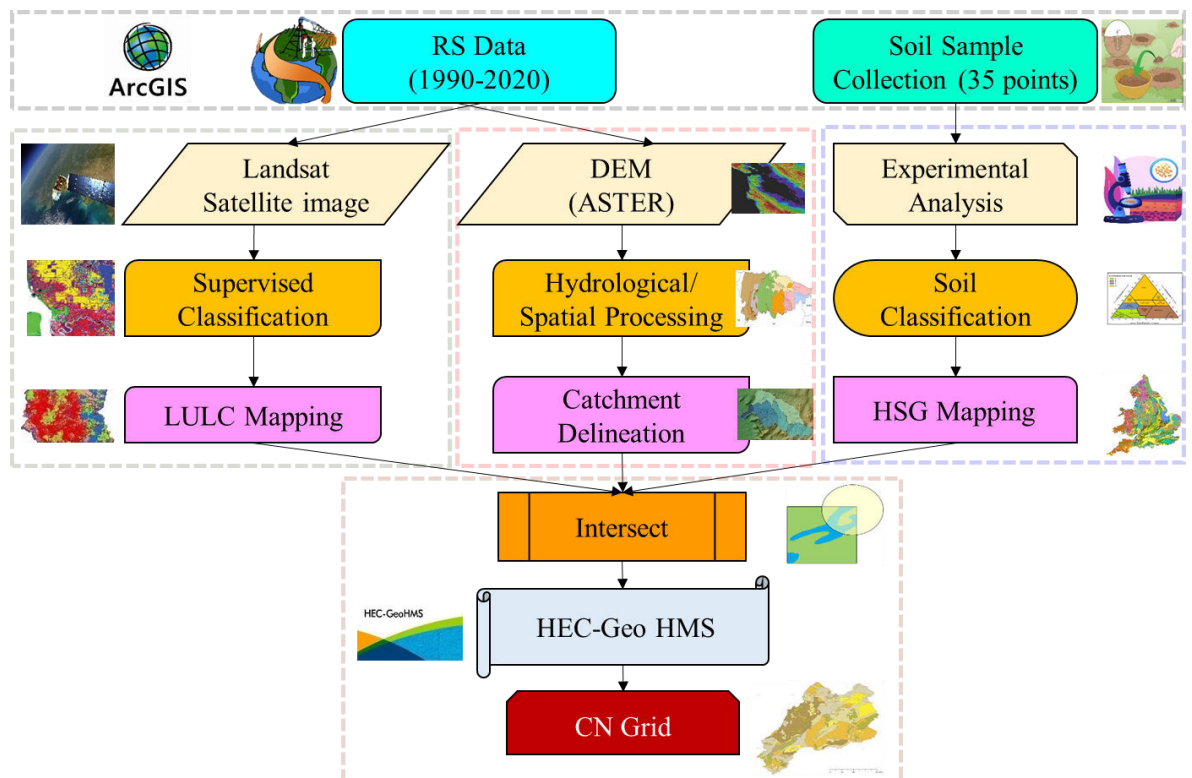 ArcGIS
RS Data
(1990-2020)
Soil Sample
Collection (35 points)
Landsat
Satellite image
DEM
(ASTER)
Experimental
Analysis
Supervised
Classification
Hydrological/
Spatial Processing
Soil
Classification
LULC Mapping
Catchment
Delineation
HSG Mapping
Intersect
HEC-GeoHMS
HEC-Geo HMS
CN Grid